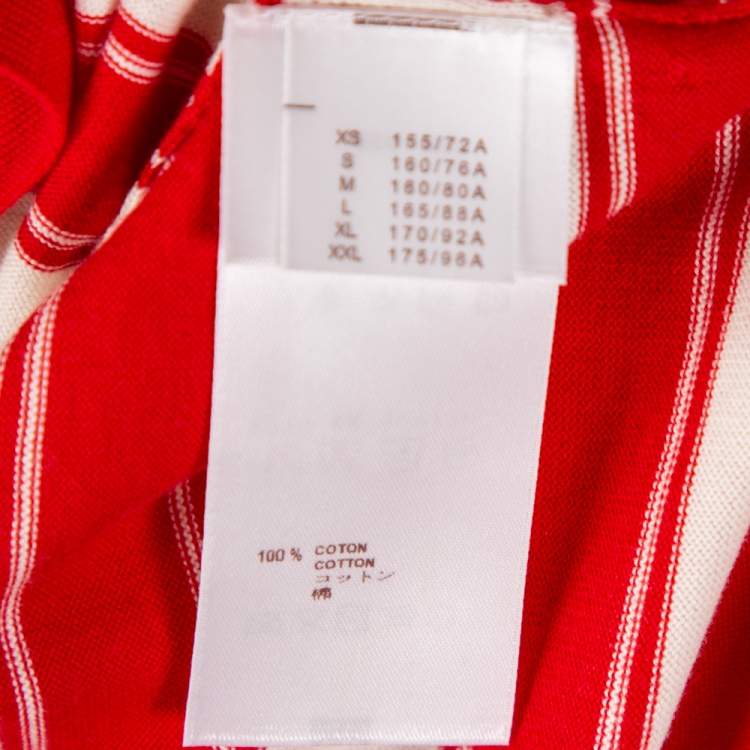 XS 155/72A
S 160/76A
M 160/80A
L 165/88A
XL 170/92A
XXL 175/96A
100 % COTON
COTTON
コットン
棉